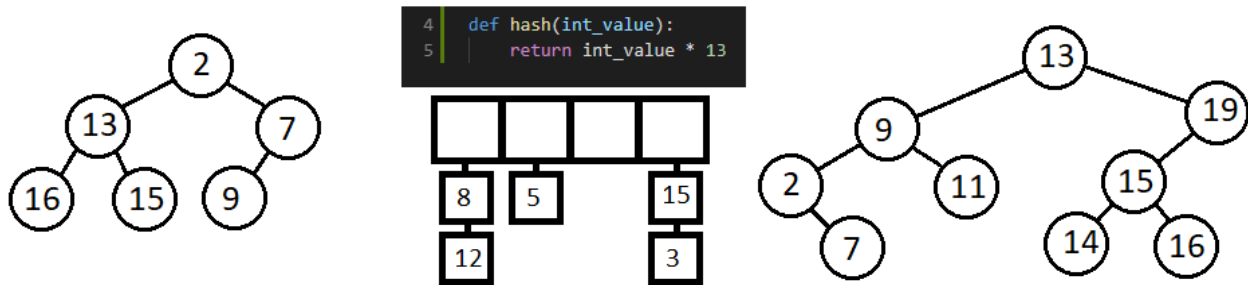 2
13 7
16 15 9
4 def hash(int_value):
5 return int_value * 13
8 5 15
12 3
13
9 19
2 11 15
7 14 16